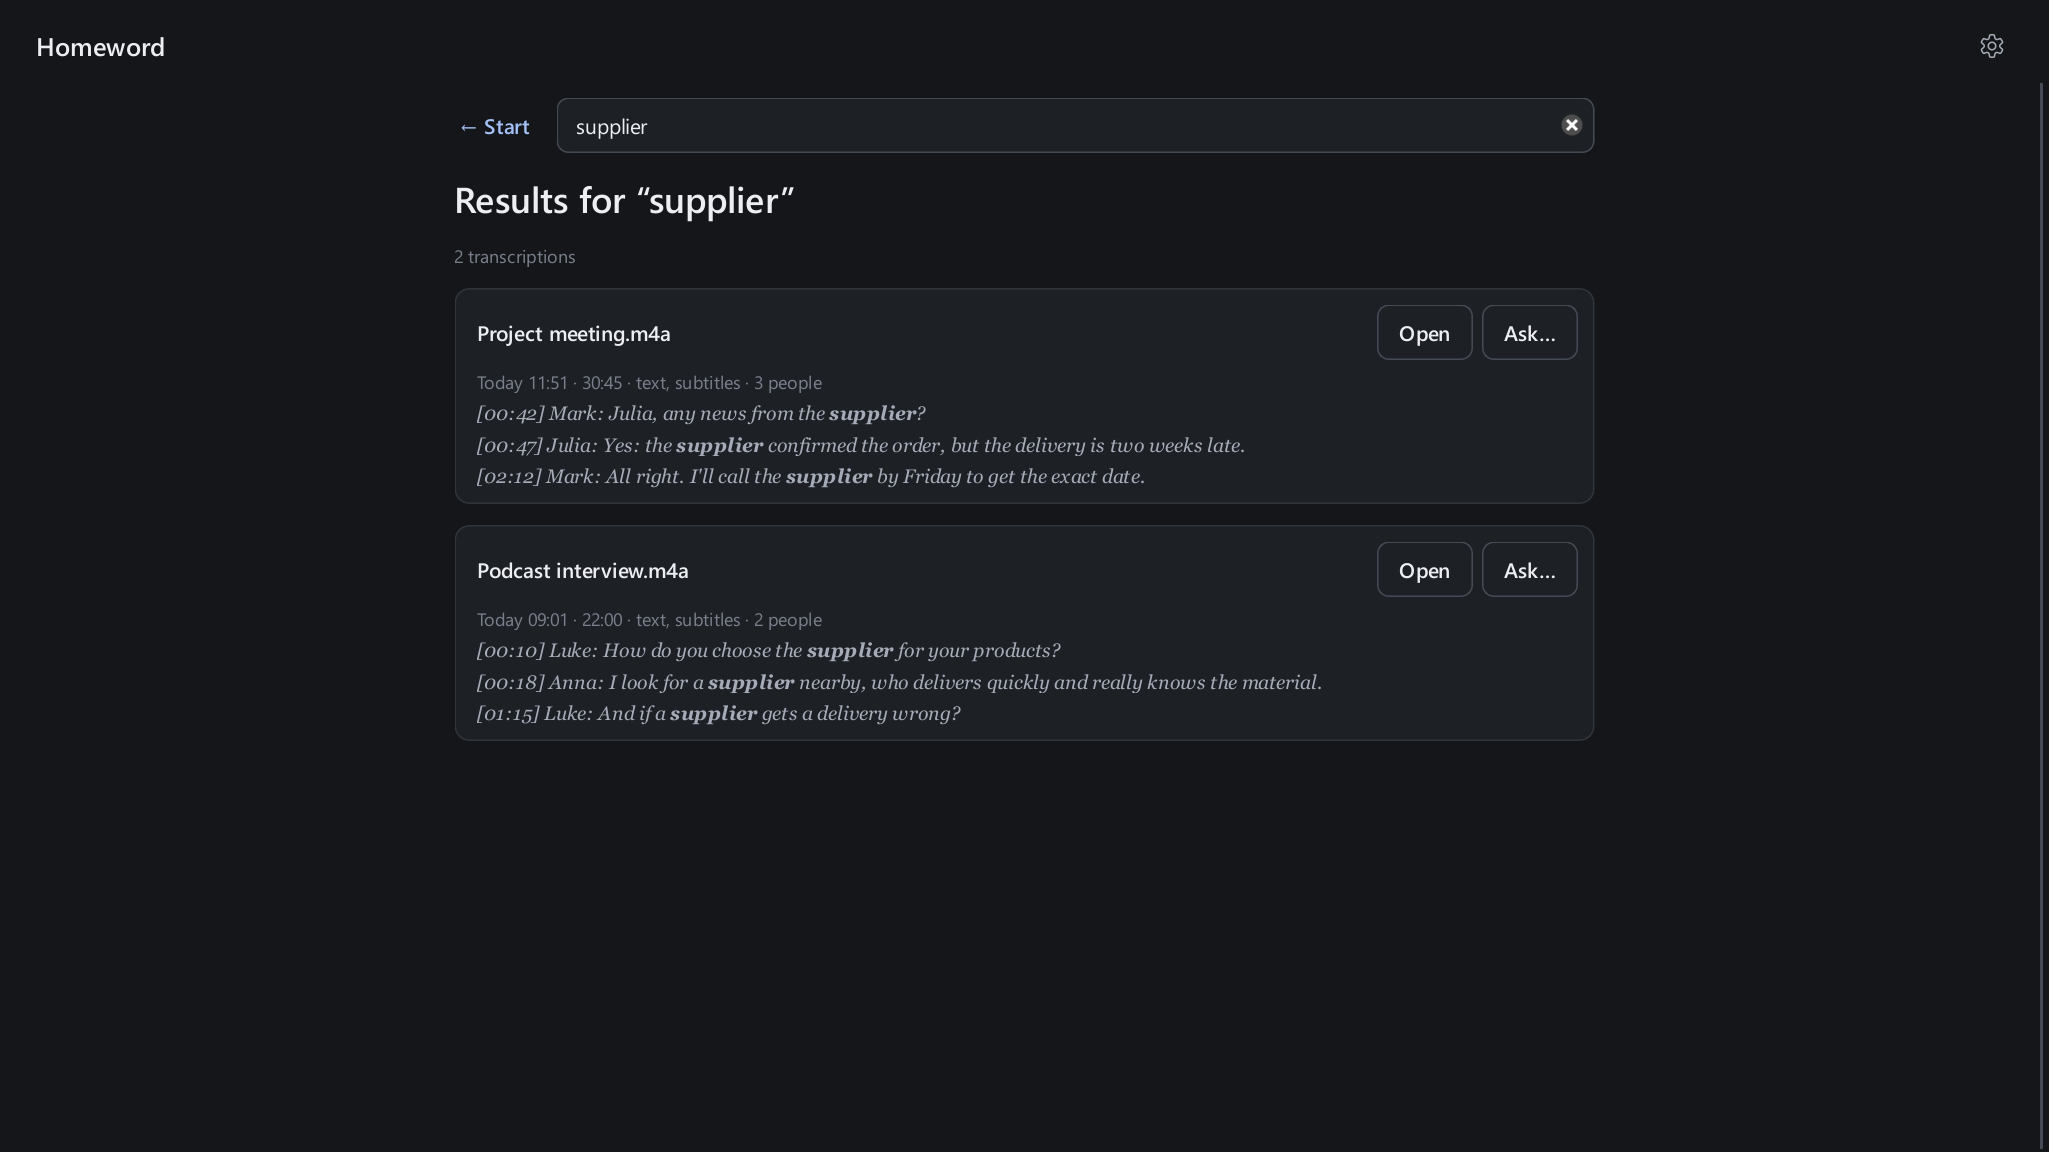 Homeword
← Start
supplier
Results for “supplier”
2 transcriptions
Project meeting.m4a
Open
Ask...
Today 11:51 · 30:45 · text, subtitles · 3 people
[00:42] Mark: Julia, any news from the supplier?
[00:47] Julia: Yes: the supplier confirmed the order, but the delivery is two weeks late.
[02:12] Mark: All right. I'll call the supplier by Friday to get the exact date.
Podcast interview.m4a
Open
Ask...
Today 09:01 · 22:00 · text, subtitles · 2 people
[00:10] Luke: How do you choose the supplier for your products?
[00:18] Anna: I look for a supplier nearby, who delivers quickly and really knows the material.
[01:15] Luke: And if a supplier gets a delivery wrong?